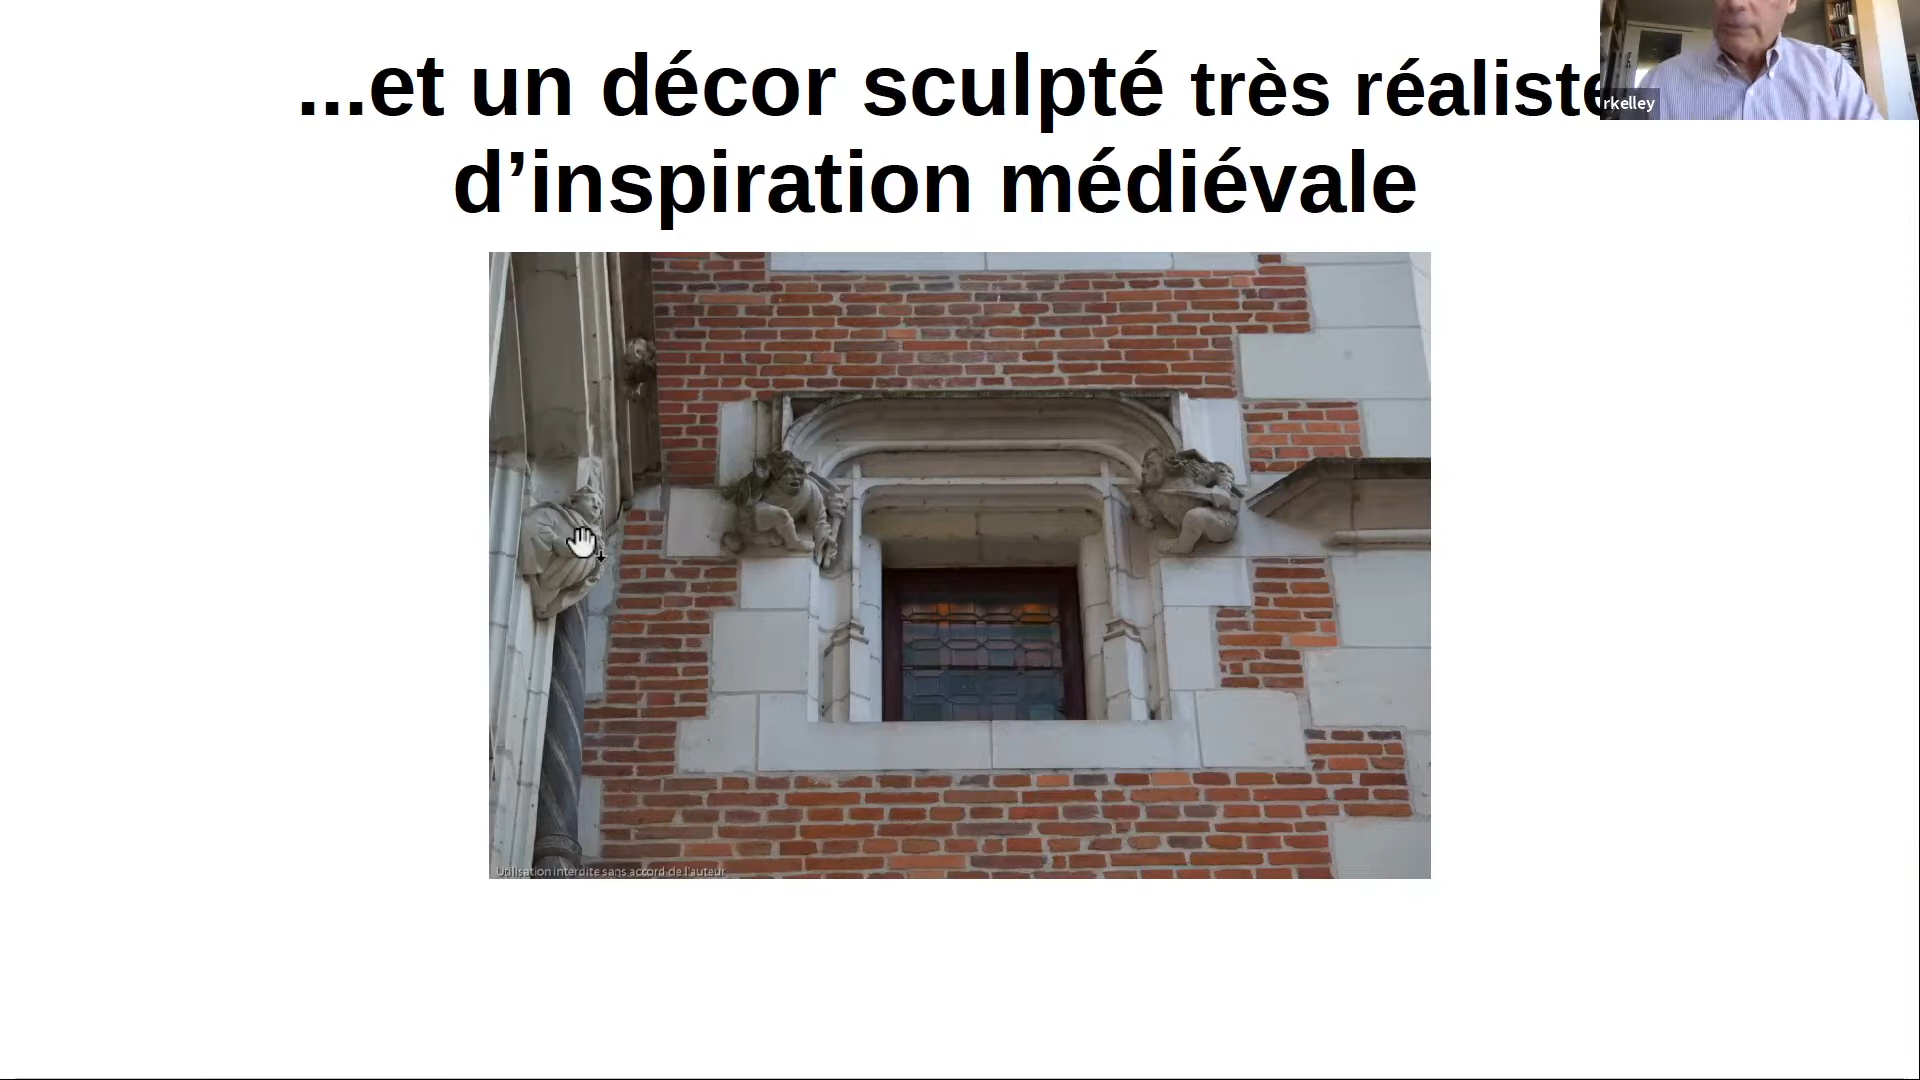 ...et un décor sculpté très réaliste
d’inspiration médiévale
rkelley
Utilisation interdite sans accord de l'auteur